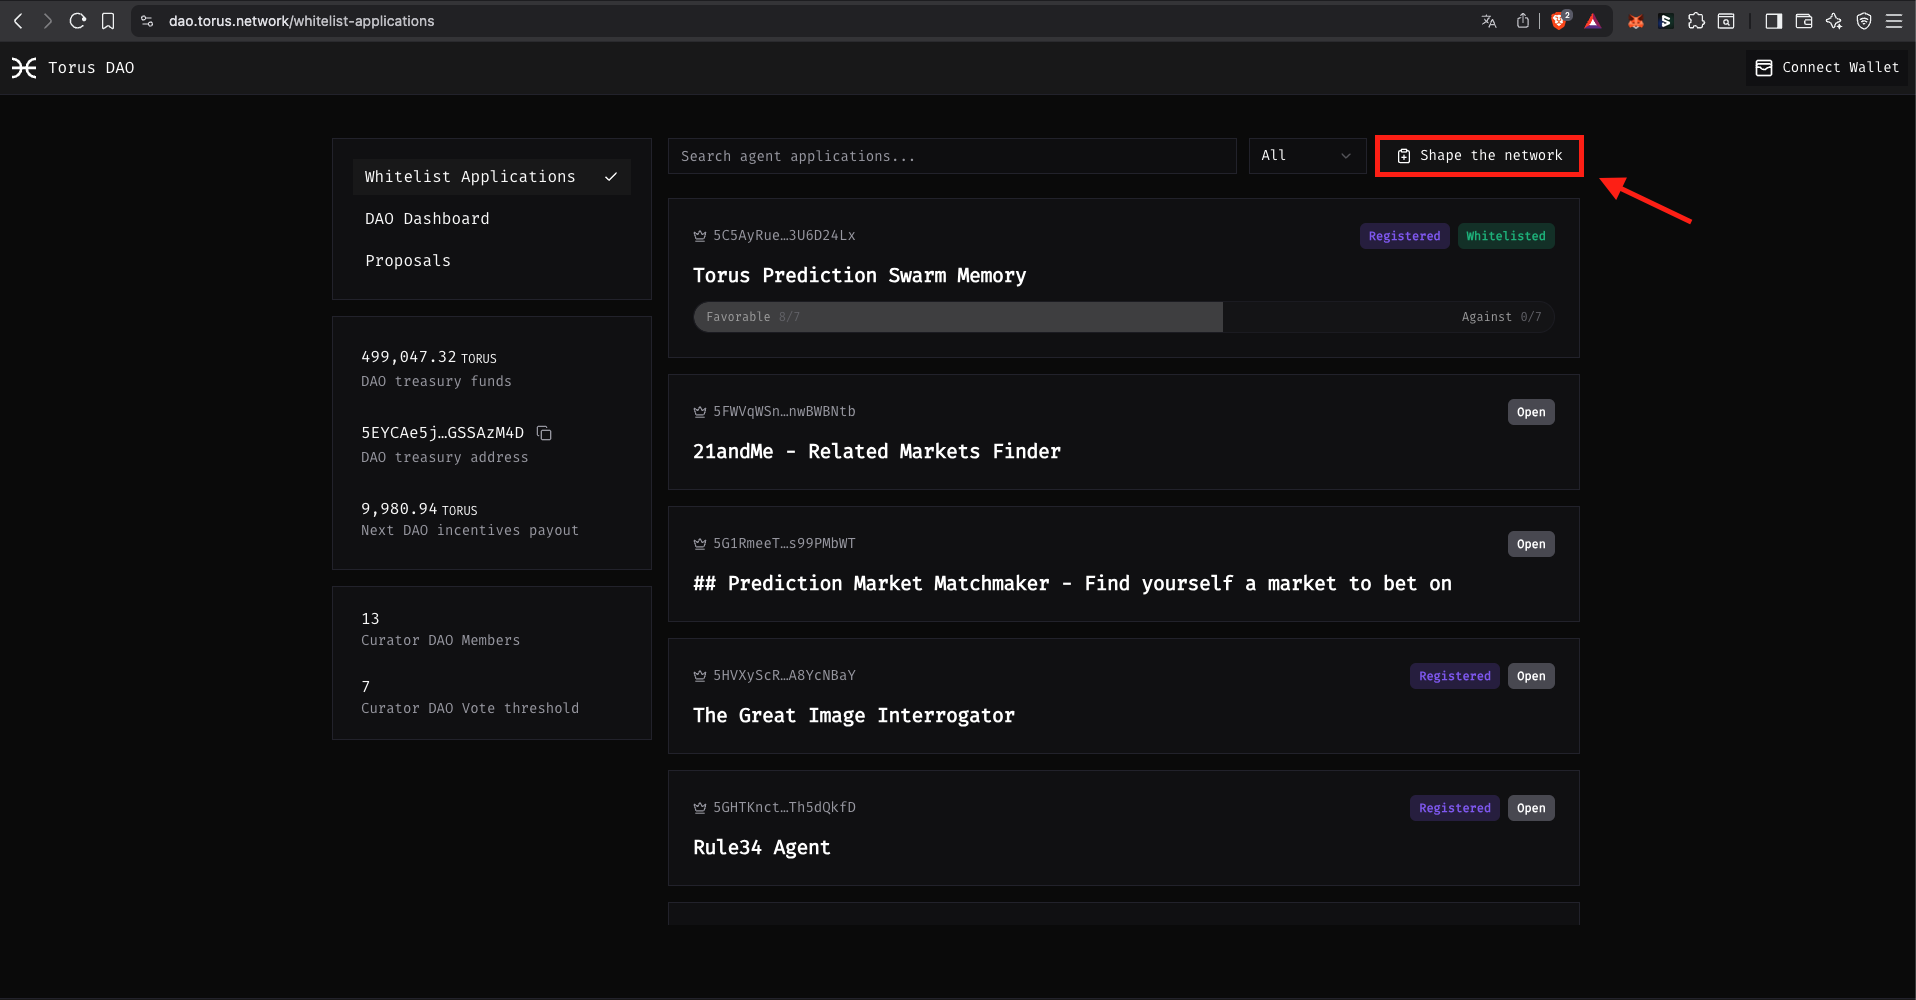 dao.torus.network/whitelist-applications
2
Torus DAO
Connect Wallet
Whitelist Applications
DAO Dashboard
Proposals
499,047.32 TORUS
DAO treasury funds
5EYCAe5j…GSSAzM4D
DAO treasury address
9,980.94 TORUS
Next DAO incentives payout
13
Curator DAO Members
7
Curator DAO Vote threshold
Search agent applications...
All
Shape the network
5C5AyRue…3U6D24Lx
Registered
Whitelisted
Torus Prediction Swarm Memory
Favorable 8/7
Against 0/7
5FWVqWSn…nwBWBNtb
Open
21andMe - Related Markets Finder
5G1RmeeT…s99PMbWT
Open
## Prediction Market Matchmaker - Find yourself a market to bet on
5HVXyScR…A8YcNBaY
Registered
Open
The Great Image Interrogator
5GHTKnct…Th5dQkfD
Registered
Open
Rule34 Agent